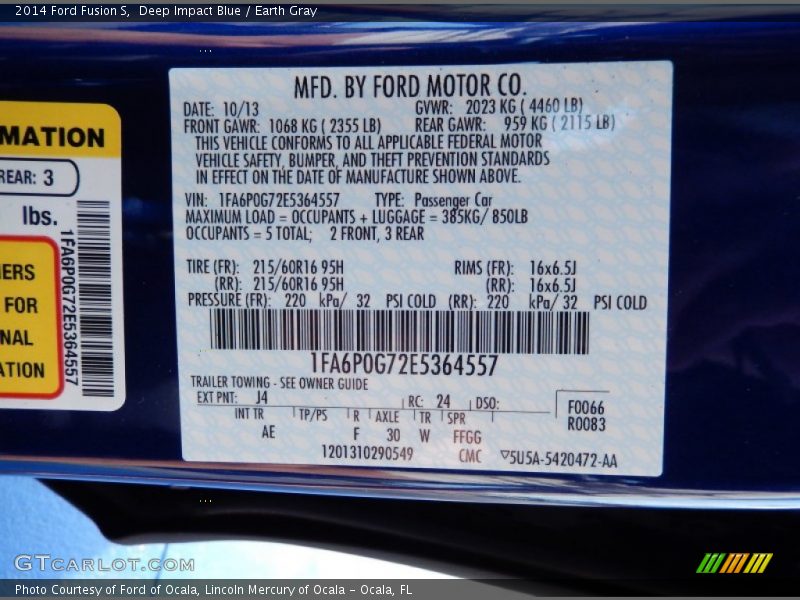 2014 Ford Fusion S,  Deep Impact Blue / Earth Gray
MATION
REAR: 3
lbs.
1FA6P0G72E5364557
ERS
FOR
NAL
ATION
MFD. BY FORD MOTOR CO.
DATE: 10/13 GVWR: 2023 KG ( 4460 LB)
FRONT GAWR: 1068 KG ( 2355 LB) REAR GAWR: 959 KG ( 2115 LB)
THIS VEHICLE CONFORMS TO ALL APPLICABLE FEDERAL MOTOR
VEHICLE SAFETY, BUMPER, AND THEFT PREVENTION STANDARDS
IN EFFECT ON THE DATE OF MANUFACTURE SHOWN ABOVE.
VIN: 1FA6P0G72E5364557 TYPE: Passenger Car
MAXIMUM LOAD = OCCUPANTS + LUGGAGE = 385KG/ 850LB
OCCUPANTS = 5 TOTAL; 2 FRONT, 3 REAR
TIRE (FR): 215/60R16 95H RIMS (FR): 16x6.5J
(RR): 215/60R16 95H (RR): 16x6.5J
PRESSURE (FR): 220 kPa/ 32 PSI COLD (RR): 220 kPa/ 32 PSI COLD
1FA6P0G72E5364557
TRAILER TOWING - SEE OWNER GUIDE
EXT PNT: J4 RC: 24 DSO: F0066
INT TR TP/PS R AXLE TR SPR R0083
AE F 30 W FFGG
1201310290549 CMC ▽5U5A-5420472-AA
GTCARLOT.COM
Photo Courtesy of Ford of Ocala, Lincoln Mercury of Ocala – Ocala, FL